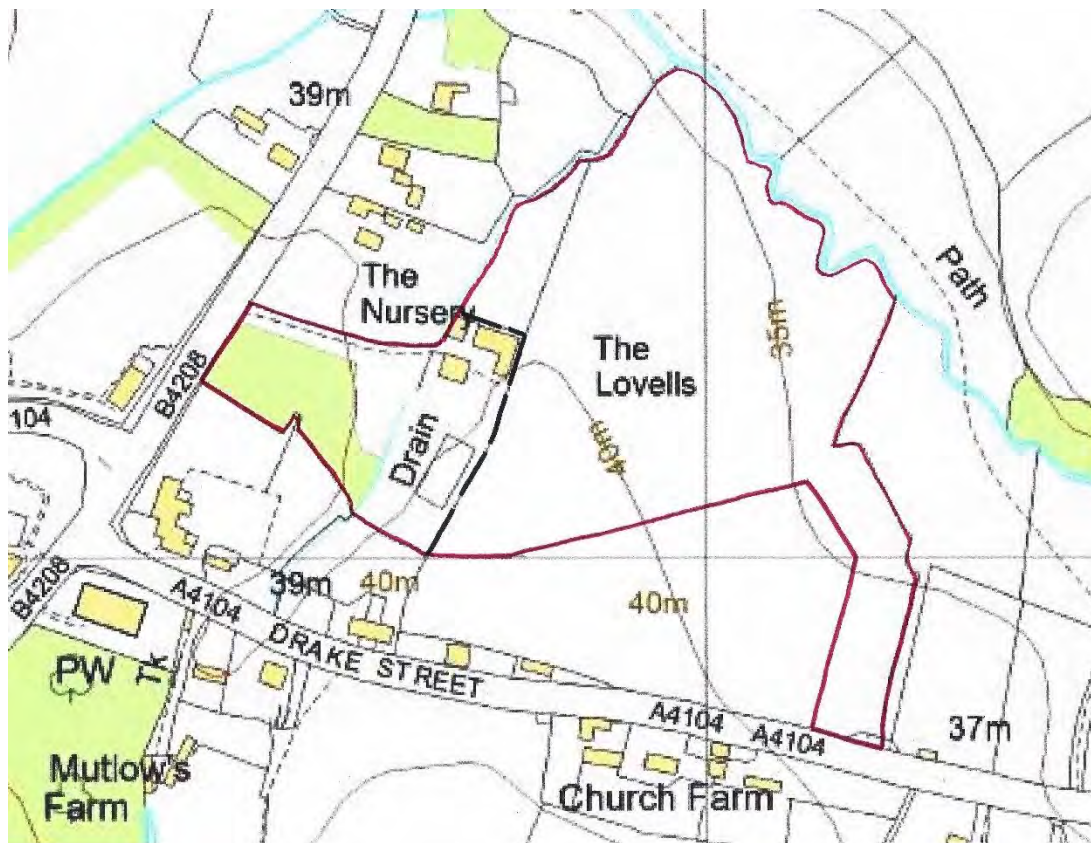 39m
The
Nursery
B4208
104
Drain
The
Lovells
35m
40m
Path
39m
40m
40m
B4208
A4104
DRAKE STREET
A4104
A4104
37m
PW
Tk
Mutlow's
Farm
Church Farm